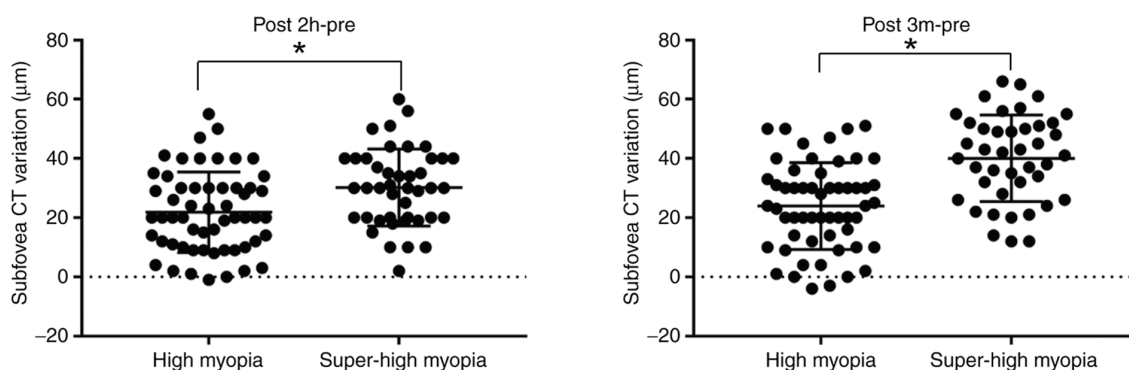 Post 2h-pre
*
Subfovea CT variation (μm)
80
60
40
20
0
–20
High myopia
Super-high myopia
Post 3m-pre
*
Subfovea CT variation (μm)
80
60
40
20
0
–20
High myopia
Super-high myopia